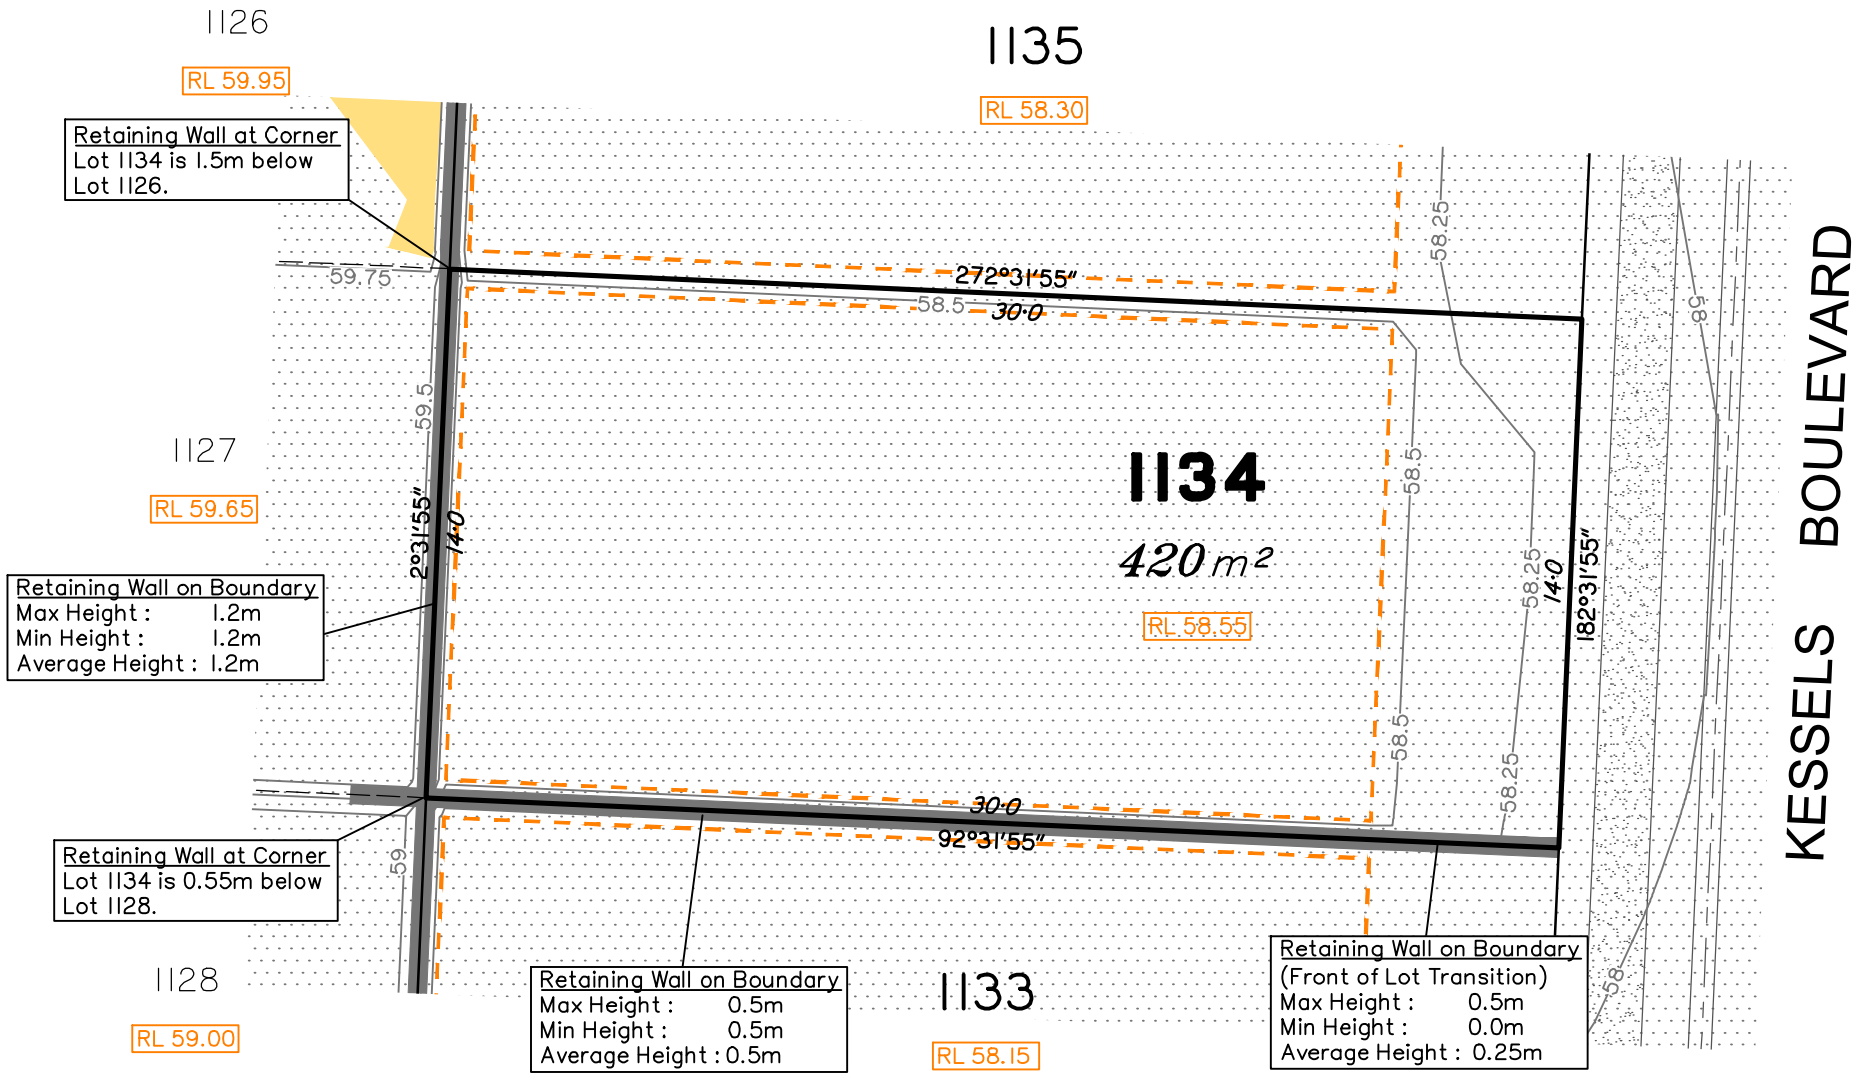 1126
1135
RL 59.95
RL 58.30
Retaining Wall at Corner
Lot 1134 is 1.5m below
Lot 1126.
58.25
59.75
272°31'55"
58.5
30·0
58
KESSELS BOULEVARD
59.5
1127
RL 59.65
2°31'55"
14·0
1134
420 m²
RL 58.55
58.5
58.25
14·0
182°31'55"
Retaining Wall on Boundary
Max Height : 1.2m
Min Height : 1.2m
Average Height : 1.2m
58.5
58.25
30·0
92°31'55"
Retaining Wall at Corner
Lot 1134 is 0.55m below
Lot 1128.
59
1128
RL 59.00
Retaining Wall on Boundary
Max Height : 0.5m
Min Height : 0.5m
Average Height : 0.5m
1133
RL 58.15
Retaining Wall on Boundary
(Front of Lot Transition)
Max Height : 0.5m
Min Height : 0.0m
Average Height : 0.25m
58